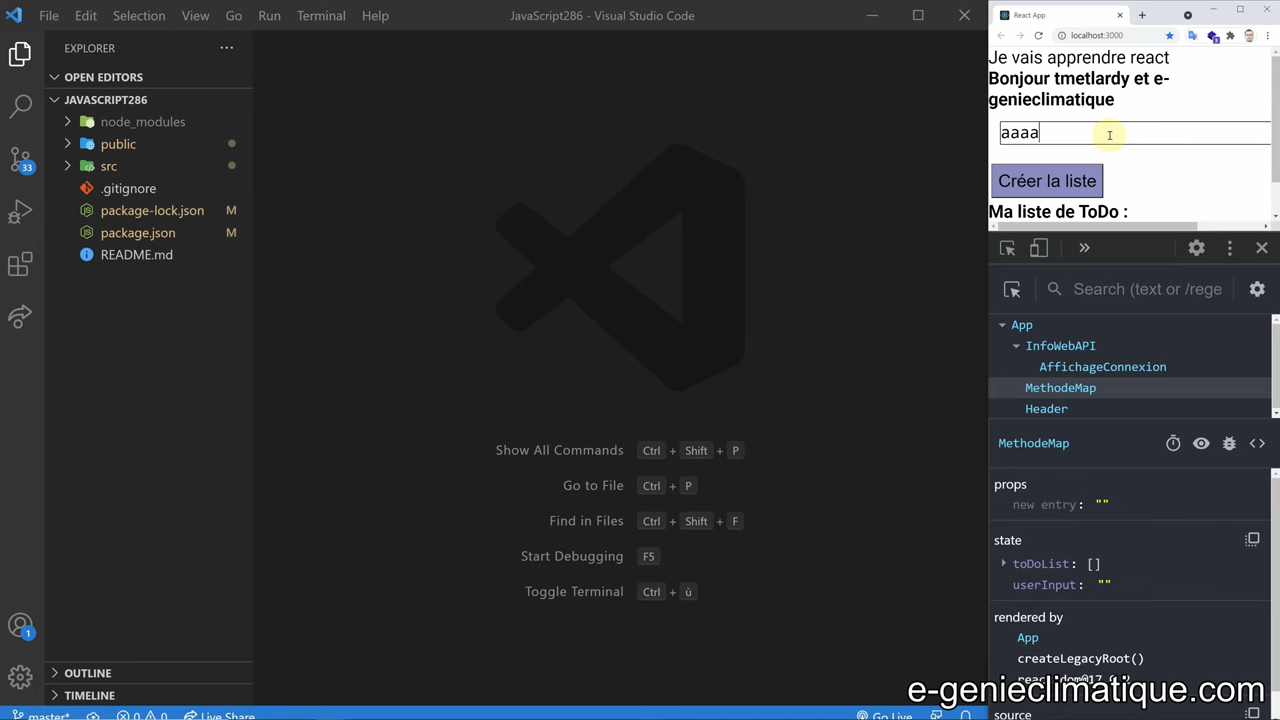 File Edit Selection View Go Run Terminal Help
JavaScript286 - Visual Studio Code
EXPLORER
OPEN EDITORS
JAVASCRIPT286
node_modules
public
src
.gitignore
package-lock.json M
package.json M
README.md
33
1
OUTLINE
TIMELINE
Show All Commands Ctrl + Shift + P
Go to File Ctrl + P
Find in Files Ctrl + Shift + F
Start Debugging F5
Toggle Terminal Ctrl + ù
master* 0 0 Live Share
Go Live
React App
localhost:3000
Je vais apprendre react
Bonjour tmetlardy et e-
genieclimatique
aaaa
Créer la liste
Ma liste de ToDo :
Search (text or /rege
App
InfoWebAPI
AffichageConnexion
MethodeMap
Header
MethodeMap
props
new entry: ""
state
toDoList: []
userInput: ""
rendered by
App
createLegacyRoot()
source
e-genieclimatique.com